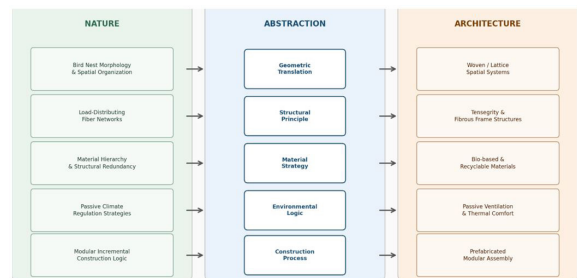 NATURE
ABSTRACTION
ARCHITECTURE
Bird Nest Morphology
& Spatial Organization
Geometric
Translation
Woven / Lattice
Spatial Systems
Load-Distributing
Fiber Networks
Structural
Principle
Tensegrity &
Fibrous Frame Structures
Material Hierarchy
& Structural Redundancy
Material
Strategy
Bio-based &
Recyclable Materials
Passive Climate
Regulation Strategies
Environmental
Logic
Passive Ventilation
& Thermal Comfort
Modular Incremental
Construction Logic
Construction
Process
Prefabricated
Modular Assembly